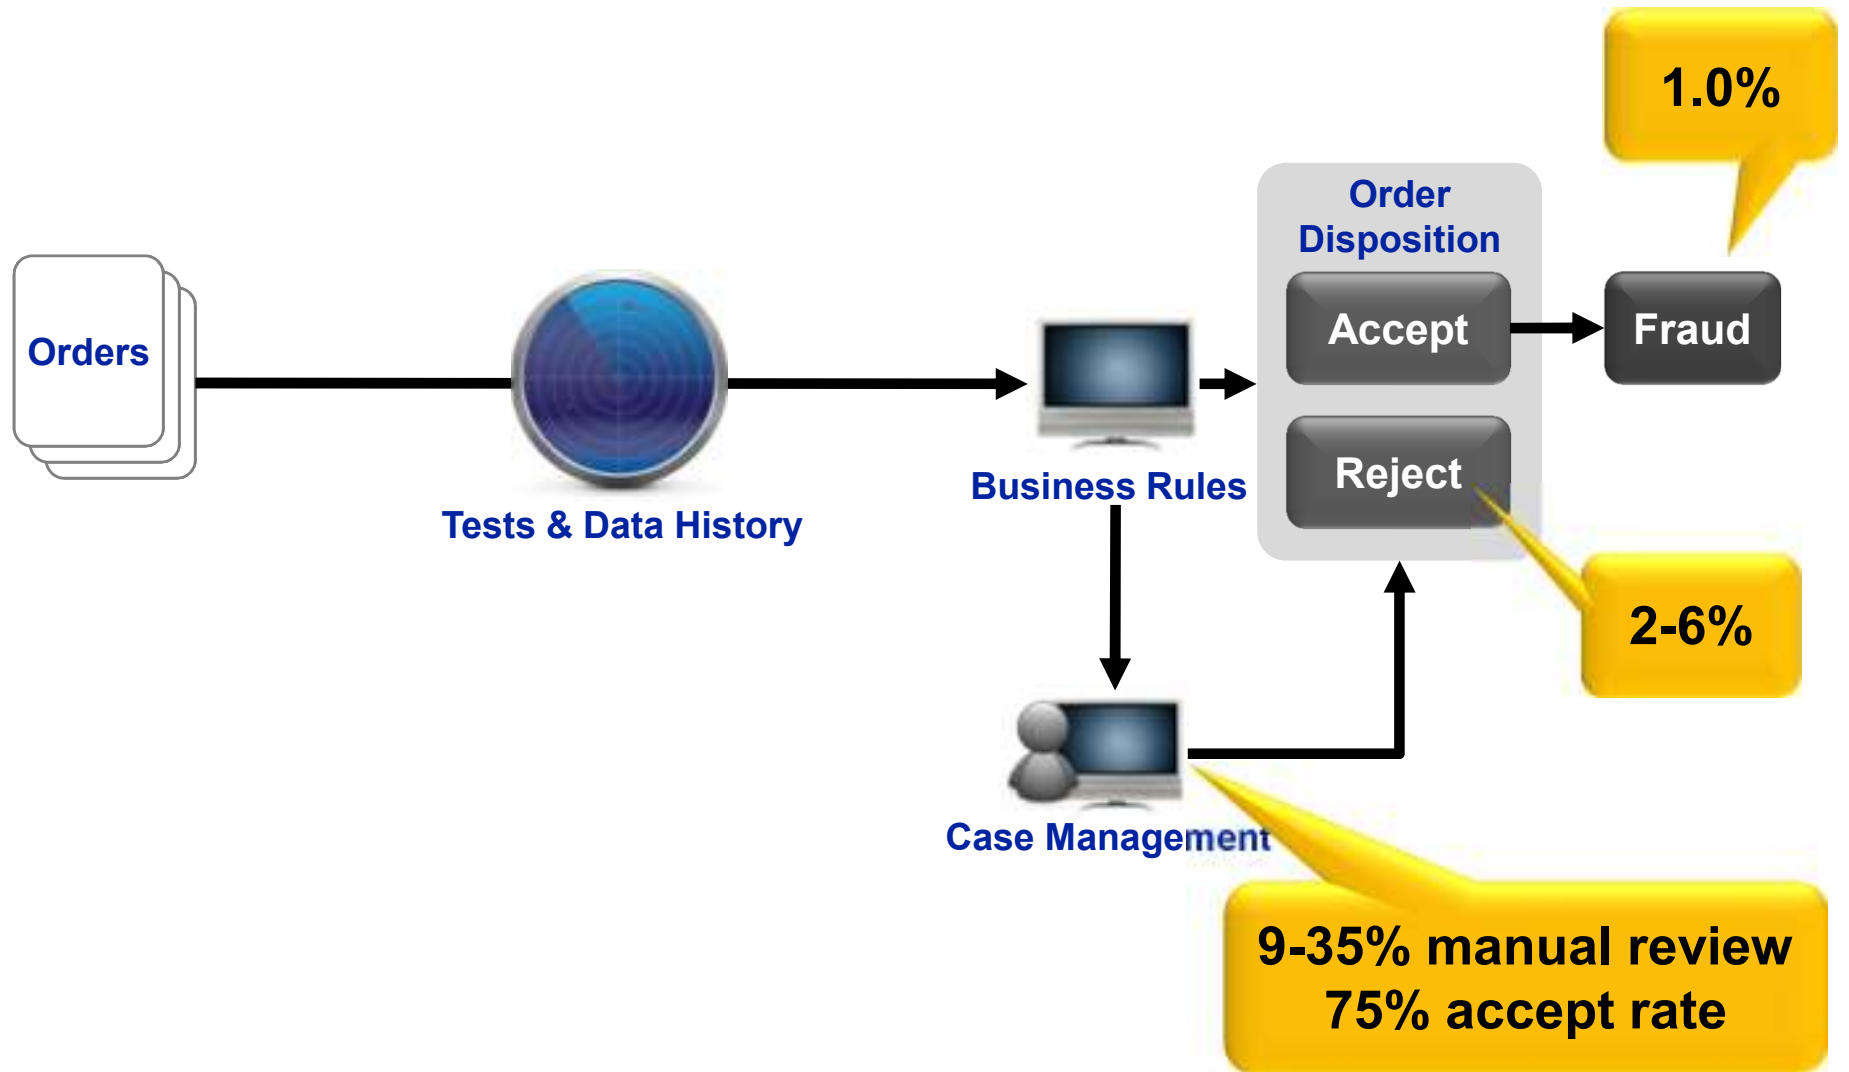 1.0%
Order
Disposition
Orders
Accept
Fraud
Reject
Business Rules
Tests & Data History
2-6%
Case Management
9-35% manual review
75% accept rate